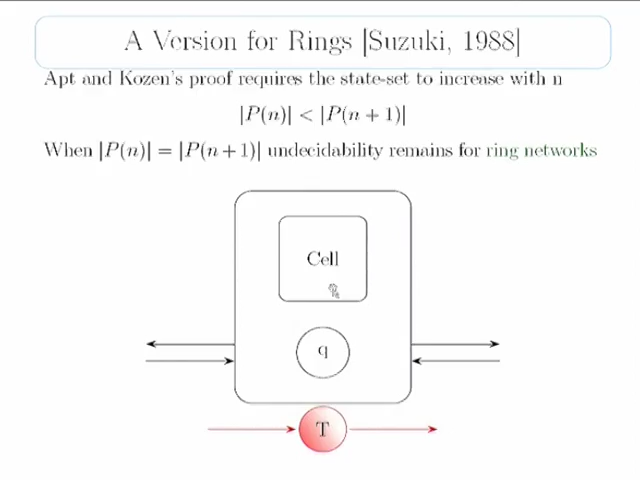 A Version for Rings [Suzuki, 1988]
Apt and Kozen's proof requires the state-set to increase with n
|P(n)| < |P(n + 1)|
When |P(n)| = |P(n+1)| undecidability remains for ring networks
Cell
q
T